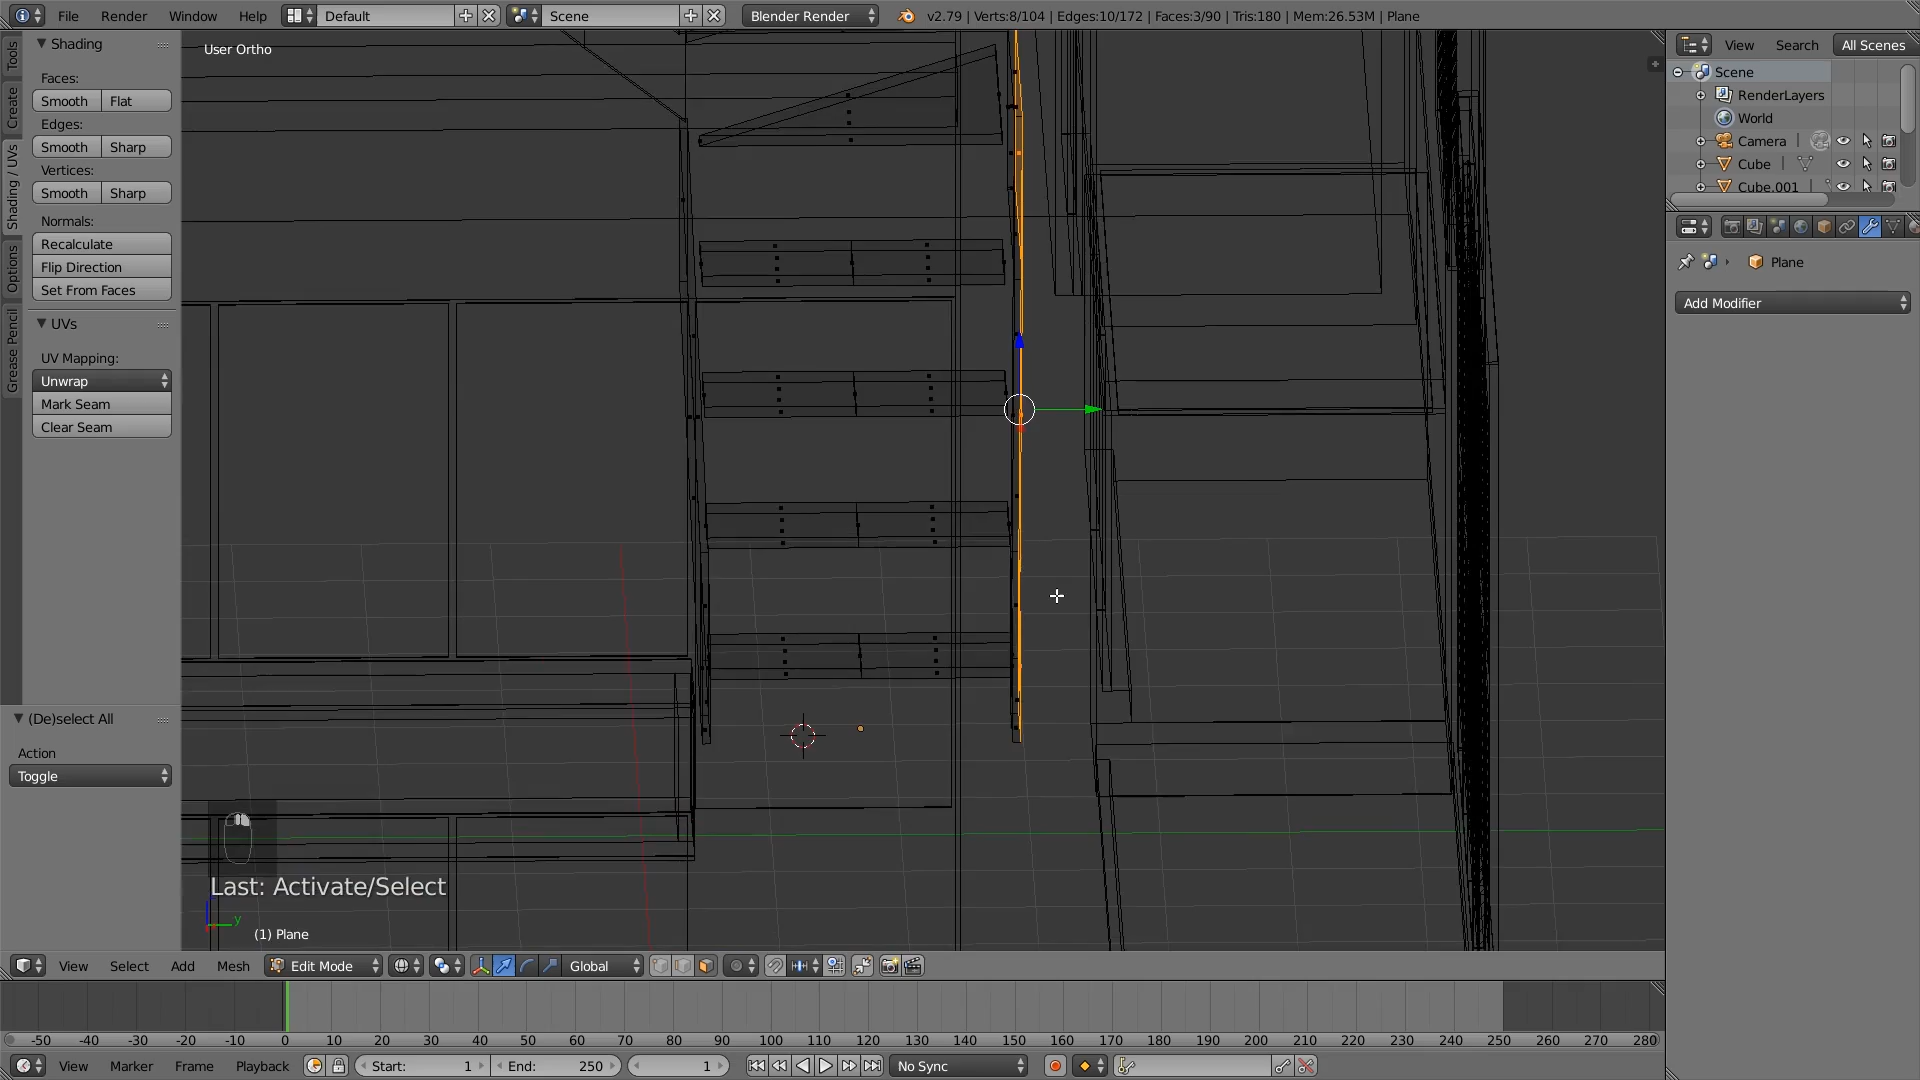 File Render Window Help Default Scene Blender Render v2.79 | Verts:8/104 | Edges:10/172 | Faces:3/90 | Tris:180 | Mem:26.53M | Plane
Tools
Create
Shading / UVs
Options
Grease Pencil
Shading
Faces:
Smooth Flat
Edges:
Smooth Sharp
Vertices:
Smooth Sharp
Normals:
Recalculate
Flip Direction
Set From Faces
UVs
UV Mapping:
Unwrap
Mark Seam
Clear Seam
(De)select All
Action
Toggle
User Ortho
Last: Activate/Select
y
(1) Plane
View Search All Scenes
Scene
RenderLayers
World
Camera
Cube
Cube.001
Plane
Add Modifier
View Select Add Mesh Edit Mode Global
-50 -40 -30 -20 -10 0 10 20 30 40 50 60 70 80 90 100 110 120 130 140 150 160 170 180 190 200 210 220 230 240 250 260 270 280
View Marker Frame Playback Start: 1 End: 250 1 No Sync